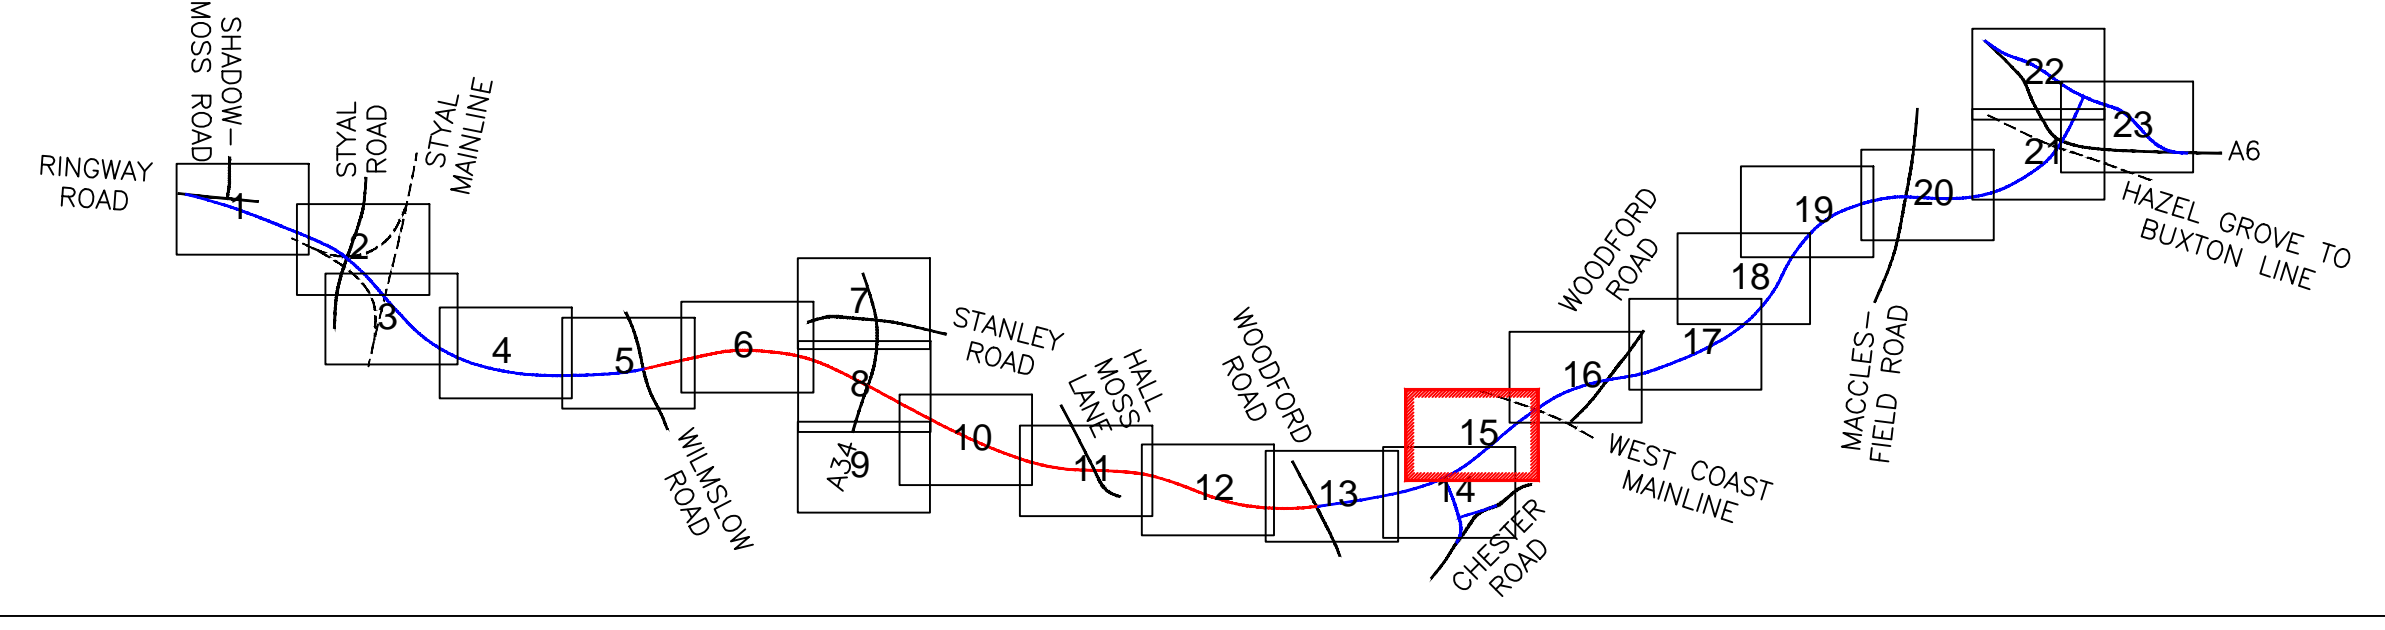 RINGWAY
ROAD
MOSS ROAD
SHADOW-
1
STYAL
ROAD
2
STYAL
MAINLINE
3
4
5
WILMSLOW
ROAD
6
7
STANLEY
ROAD
8
A34
9
10
HALL
MOSS
LANE
11
12
WOODFORD
ROAD
13
14
CHESTER
ROAD
15
WEST COAST
MAINLINE
WOODFORD
ROAD
16
17
18
19
MACCLES-
FIELD ROAD
20
21
22
23
A6
HAZEL GROVE TO
BUXTON LINE